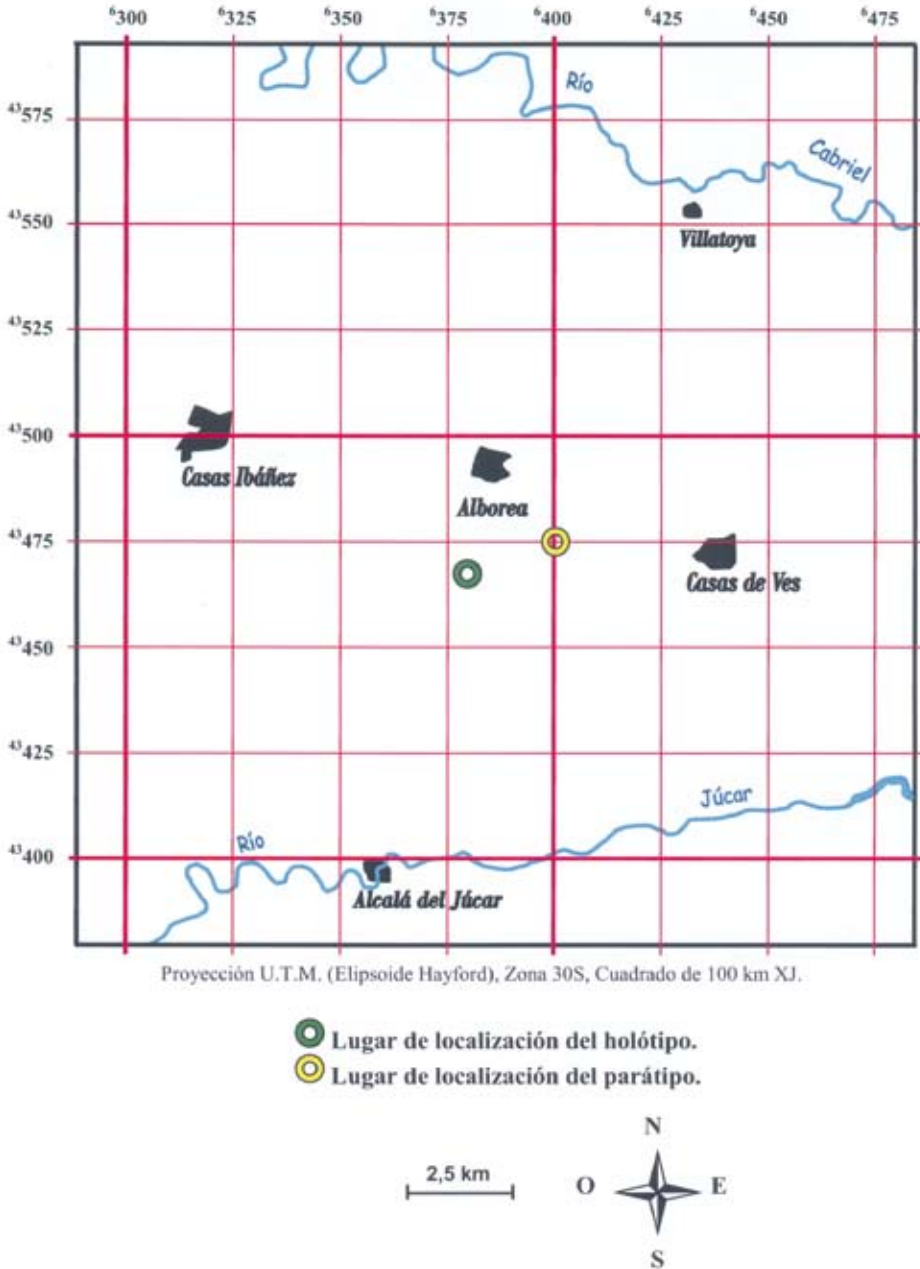 ⁶300 ⁶325 ⁶350 ⁶375 ⁶400 ⁶425 ⁶450 ⁶475
Río
⁴³575
Cabriel
⁴³550
Villatoya
⁴³525
⁴³500
Casas Ibáñez
Alborea
⁴³475
Casas de Ves
⁴³450
⁴³425
Júcar
Río
⁴³400
Alcalá del Júcar
Proyección U.T.M. (Elipsoide Hayford), Zona 30S, Cuadrado de 100 km XJ.
Lugar de localización del holótipo.
Lugar de localización del parátipo.
N
2,5 km
O E
S